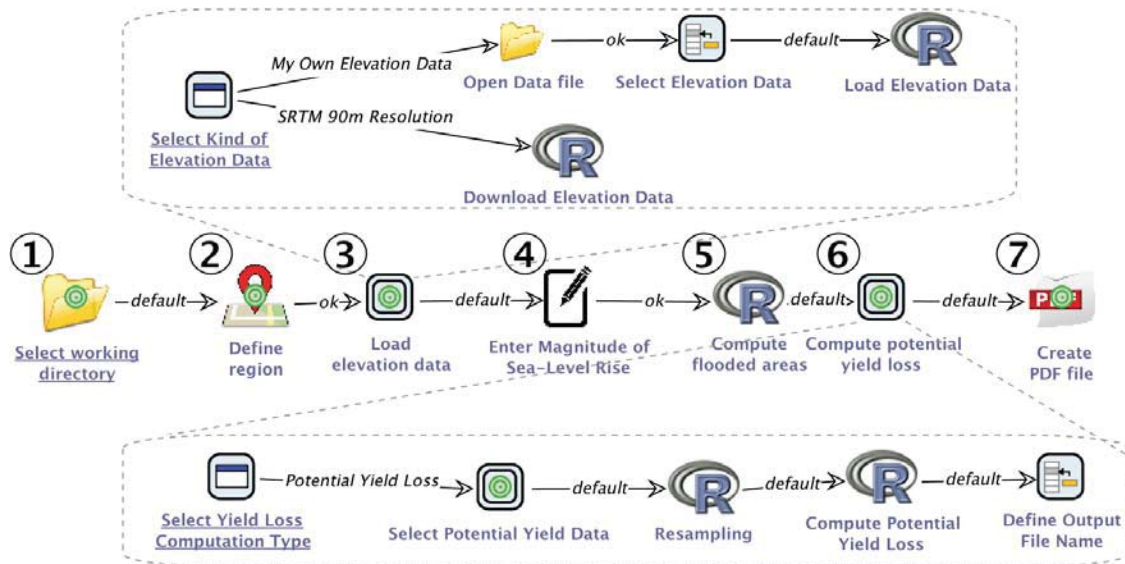 My Own Elevation Data
ok
default
R
Open Data file
Select Elevation Data
Load Elevation Data
SRTM 90m Resolution
Select Kind of
Elevation Data
R
Download Elevation Data
1
2
3
4
5
6
7
default
ok
default
ok
R
default
default
PDF
Select working
directory
Define
region
Load
elevation data
Enter Magnitude of
Sea-Level Rise
Compute
flooded areas
Compute potential
yield loss
Create
PDF file
Potential Yield Loss
default
R
default
R
default
Select Yield Loss
Computation Type
Select Potential Yield Data
Resampling
Compute Potential
Yield Loss
Define Output
File Name